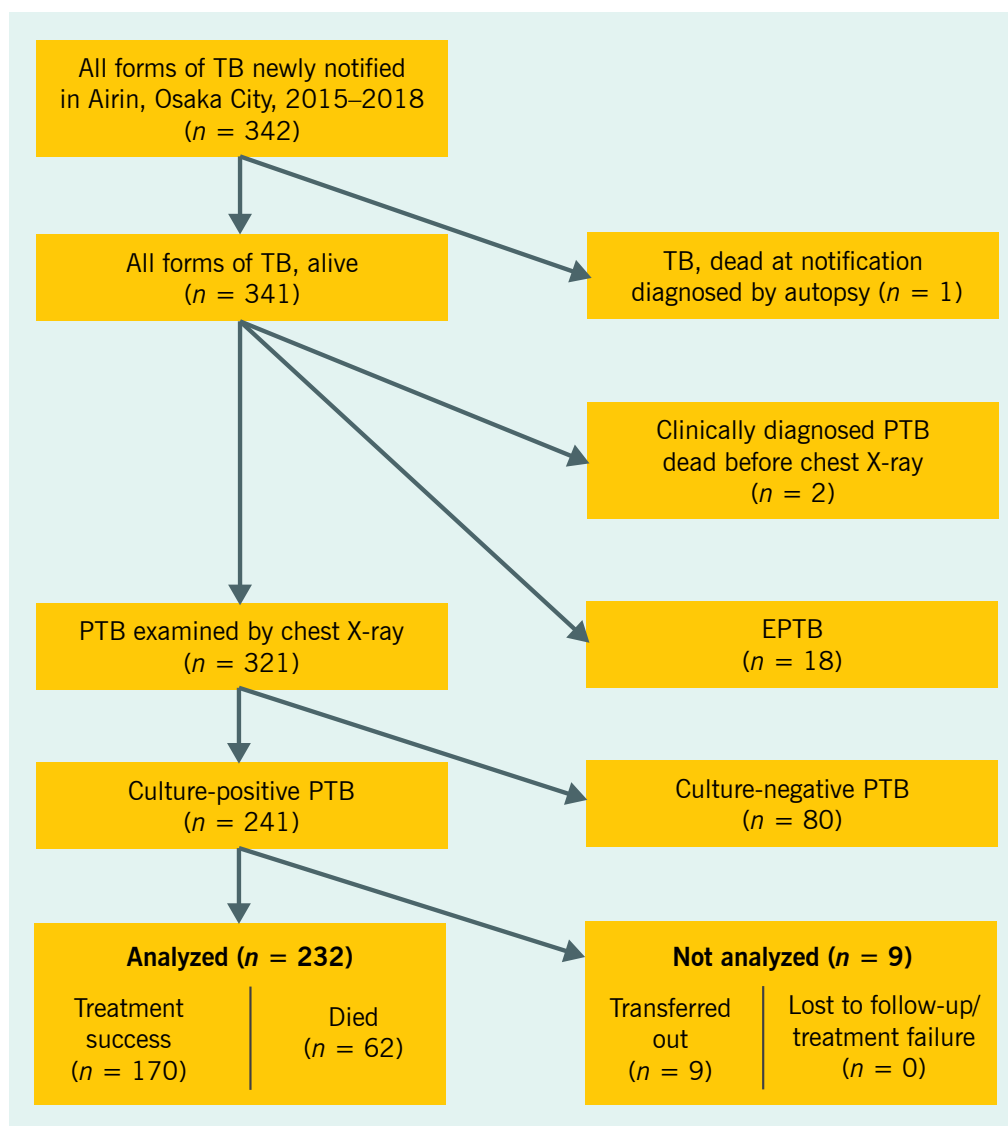 All forms of TB newly notified
in Airin, Osaka City, 2015–2018
(n = 342)
All forms of TB, alive
(n = 341)
TB, dead at notification
diagnosed by autopsy (n = 1)
Clinically diagnosed PTB
dead before chest X-ray
(n = 2)
PTB examined by chest X-ray
(n = 321)
EPTB
(n = 18)
Culture-positive PTB
(n = 241)
Culture-negative PTB
(n = 80)
Analyzed (n = 232)
Treatment
success
(n = 170)
Died
(n = 62)
Not analyzed (n = 9)
Transferred
out
(n = 9)
Lost to follow-up/
treatment failure
(n = 0)